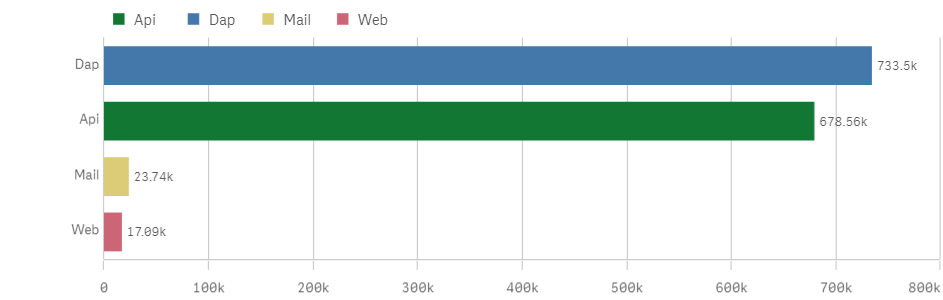 Api Dap Mail Web
Dap 733.5k
Api 678.56k
Mail 23.74k
Web 17.09k
0 100k 200k 300k 400k 500k 600k 700k 800k